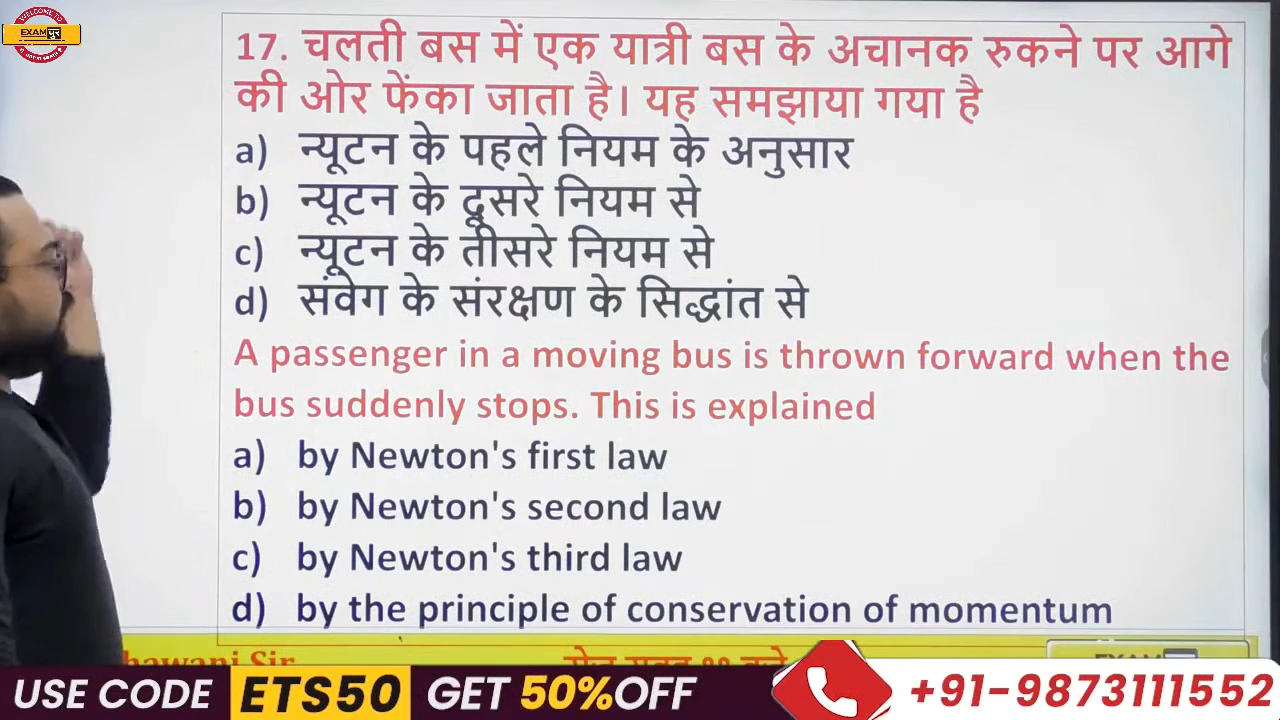 WELCOME TO
EXAM पुर
17. चलती बस में एक यात्री बस के अचानक रुकने पर आगे
की ओर फेंका जाता है। यह समझाया गया है
a) न्यूटन के पहले नियम के अनुसार
b) न्यूटन के दूसरे नियम से
c) न्यूटन के तीसरे नियम से
d) संवेग के संरक्षण के सिद्धांत से
A passenger in a moving bus is thrown forward when the
bus suddenly stops. This is explained
a) by Newton's first law
b) by Newton's second law
c) by Newton's third law
d) by the principle of conservation of momentum
USE CODE ETS50 GET 50%OFF +91-9873111552